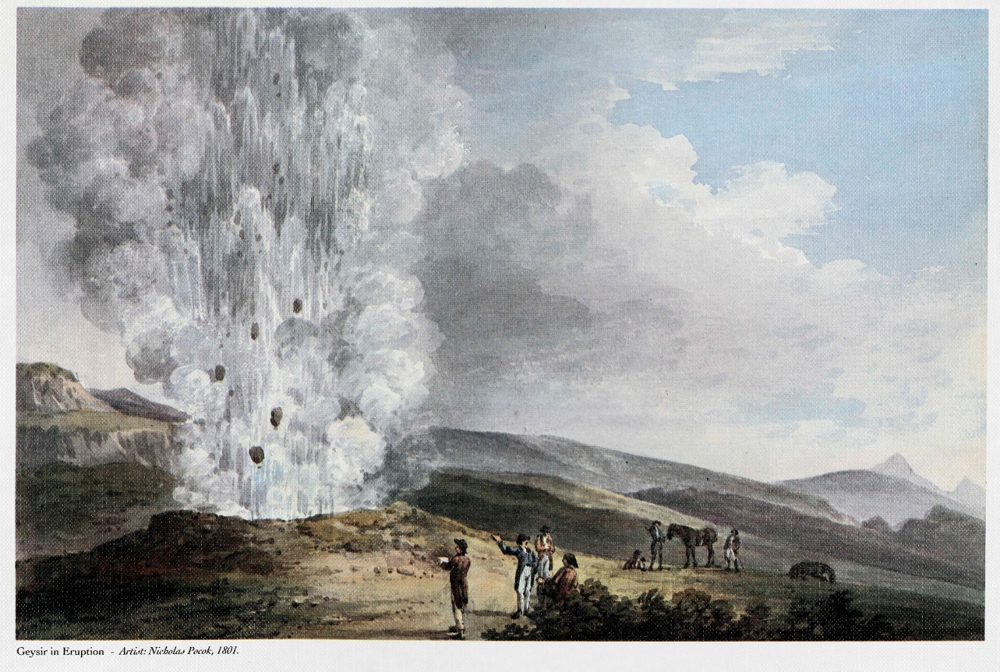 Geysir in Eruption - Artist: Nicholas Pocok, 1801.